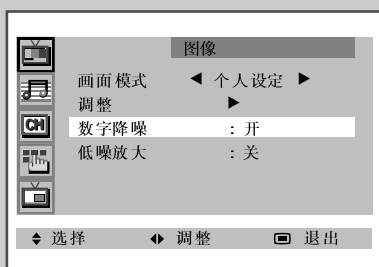 图像
画面模式 ◀ 个人设定 ▶
调整 ▶
数字降噪 : 开
低噪放大 : 关
CH
选择 调整 退出